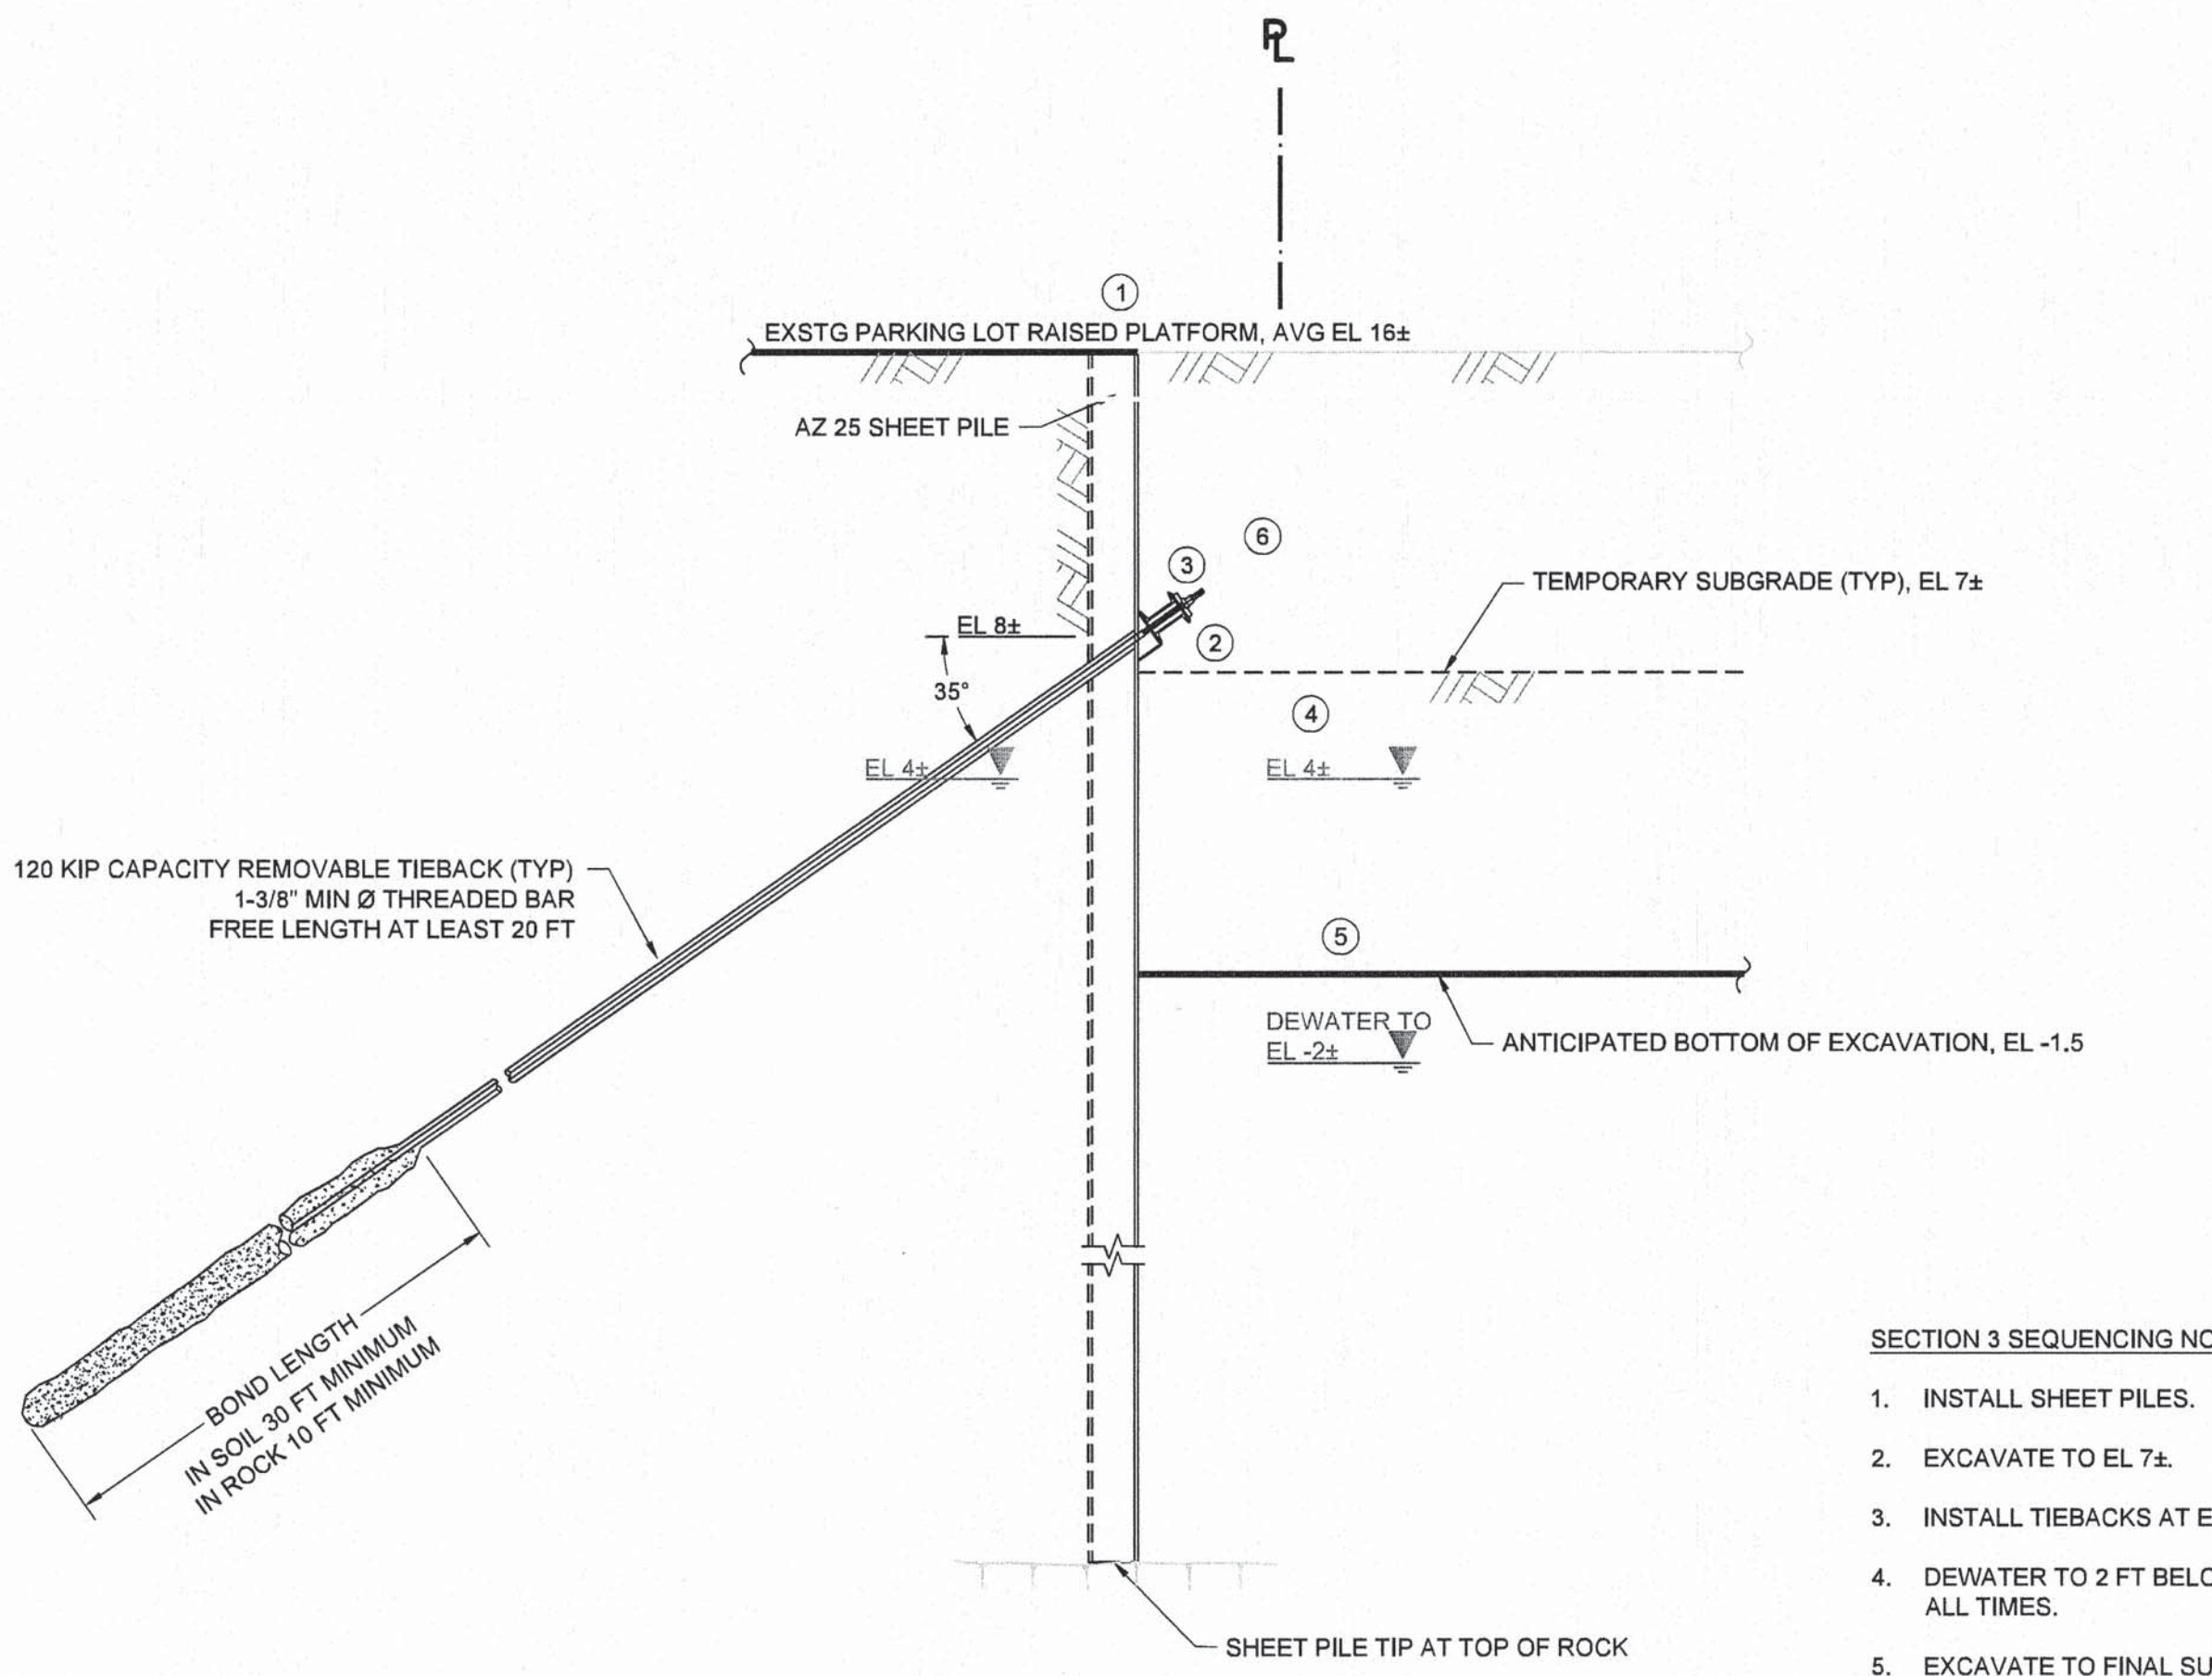 PL
1
EXSTG PARKING LOT RAISED PLATFORM, AVG EL 16±
AZ 25 SHEET PILE
6
3
TEMPORARY SUBGRADE (TYP), EL 7±
EL 8±
2
35°
4
EL 4±
EL 4±
120 KIP CAPACITY REMOVABLE TIEBACK (TYP)
1-3/8" MIN Ø THREADED BAR
FREE LENGTH AT LEAST 20 FT
5
DEWATER TO
EL -2±
ANTICIPATED BOTTOM OF EXCAVATION, EL -1.5
BOND LENGTH
IN SOIL 30 FT MINIMUM
IN ROCK 10 FT MINIMUM
SHEET PILE TIP AT TOP OF ROCK
SECTION 3 SEQUENCING
1. INSTALL SHEET PILES.
2. EXCAVATE TO EL 7±.
3. INSTALL TIEBACKS AT
4. DEWATER TO 2 FT
ALL TIMES.
5. EXCAVATE TO FINAL